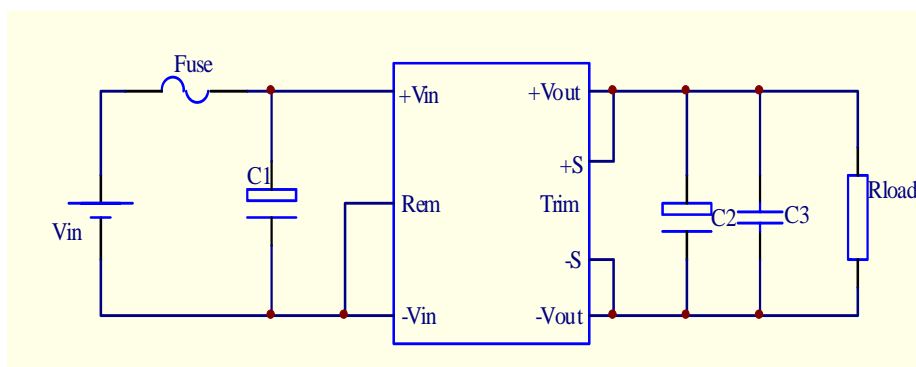 Fuse
+Vin
+Vout
C1
+S
Rem
Trim
Vin
C2
C3
Rload
-S
-Vin
-Vout